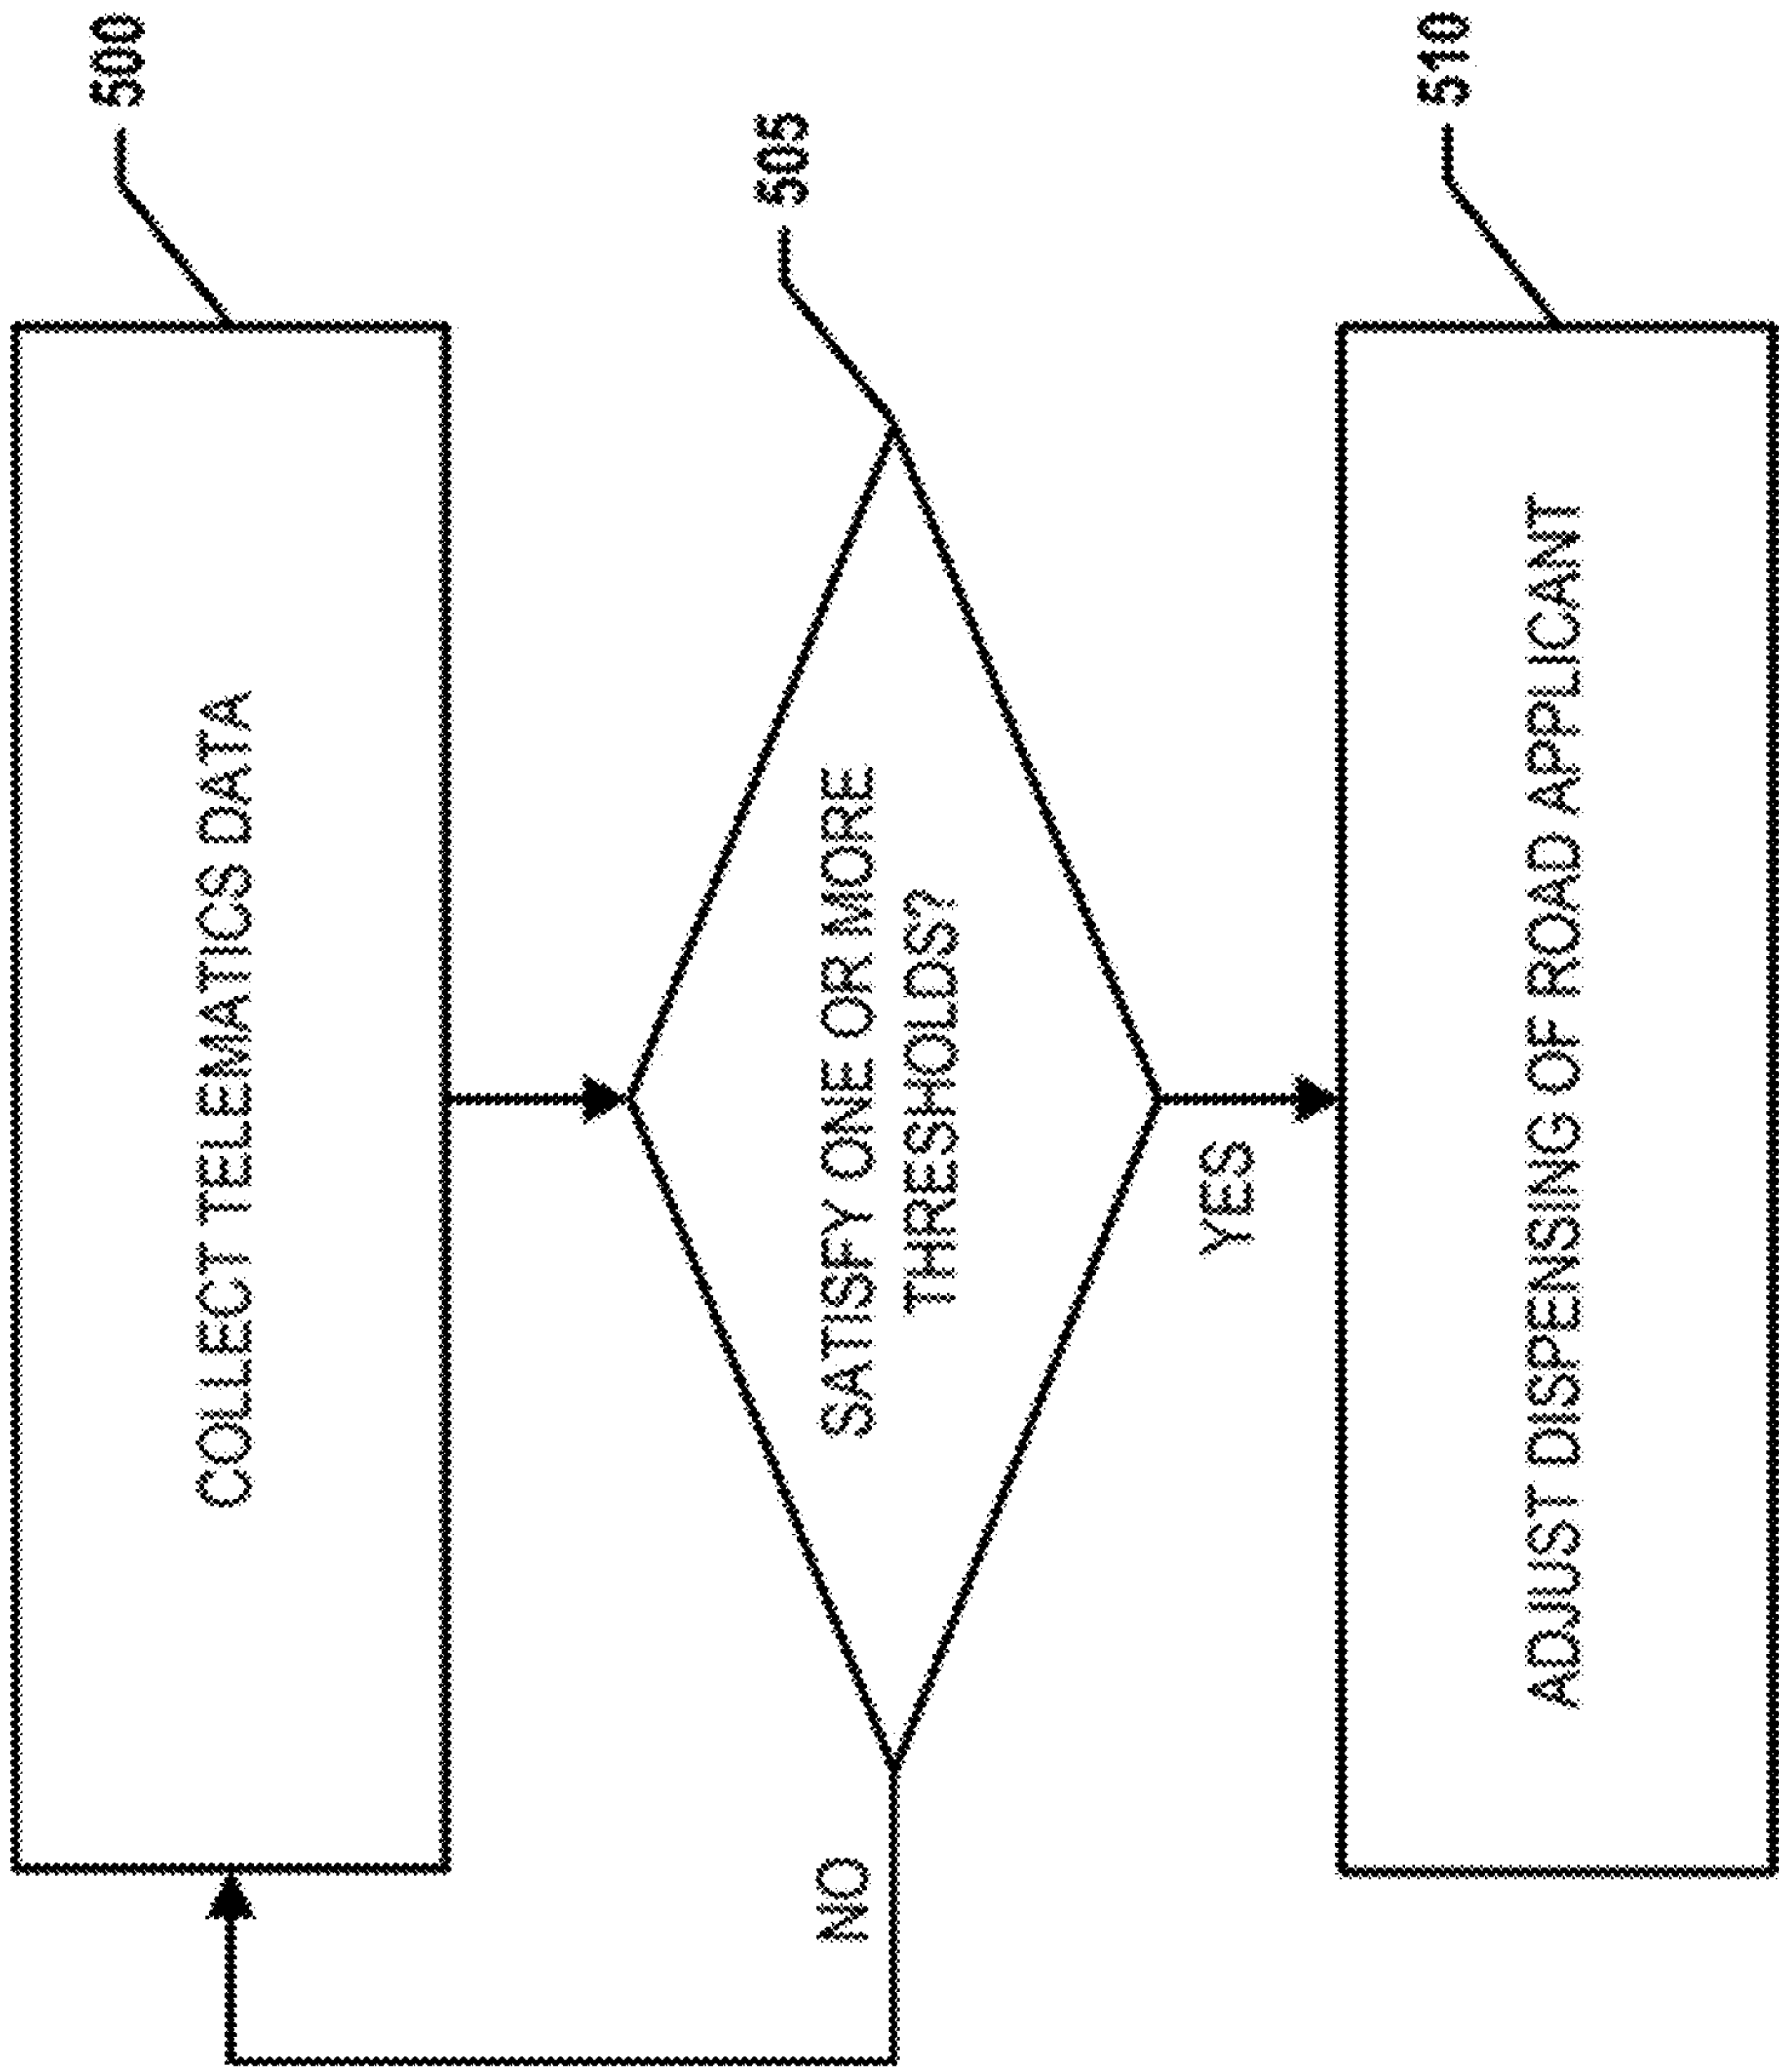 COLLECT TELEMATICS DATA
500
SATISFY ONE OR MORE
THRESHOLDS?
505
NO
YES
ADJUST DISPENSING OF ROAD APPLICANT
510